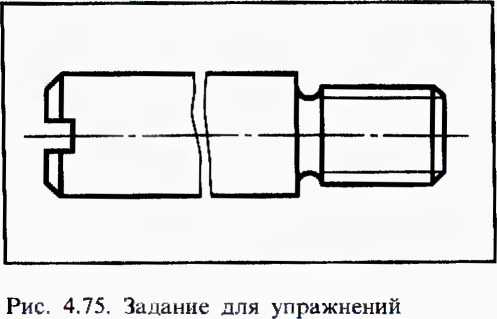 Рис. 4.75. Задание для упражнений